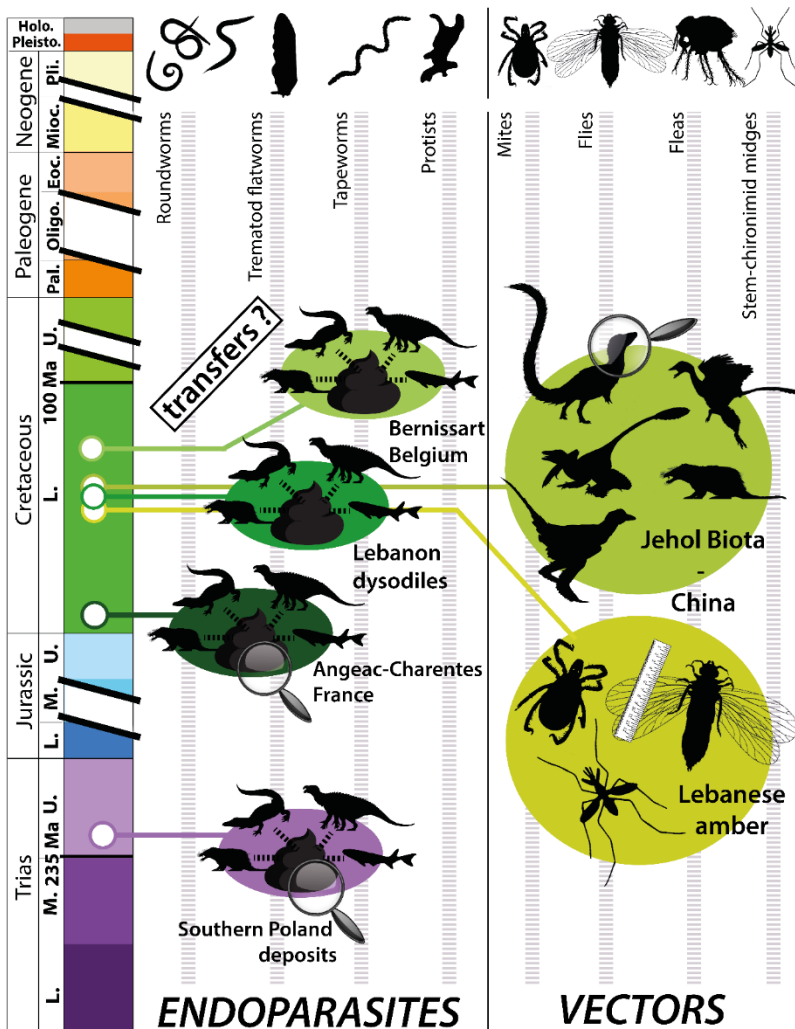 Holo.
Pleisto.
Neogene
Pli.
Mioc.
Paleogene
Eoc.
Oligo.
Pal.
Cretaceous
U.
100 Ma
L.
Jurassic
U.
M.
L.
Trias
U.
235 Ma
M.
L.
Roundworms
Trematod flatworms
Tapeworms
Protists
Mites
Flies
Fleas
Stem-chironimid midges
transfers ?
Bernissart
Belgium
Lebanon
dysodiles
Angeac-Charentes
France
Southern Poland
deposits
Jehol Biota
-
China
Lebanese
amber
ENDOPARASITES
VECTORS